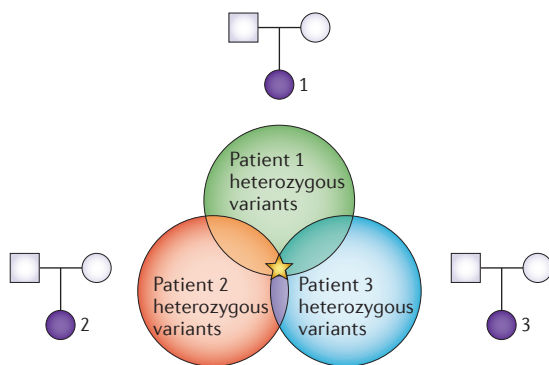 1
Patient 1
heterozygous
variants
Patient 2
heterozygous
variants
Patient 3
heterozygous
variants
2
3